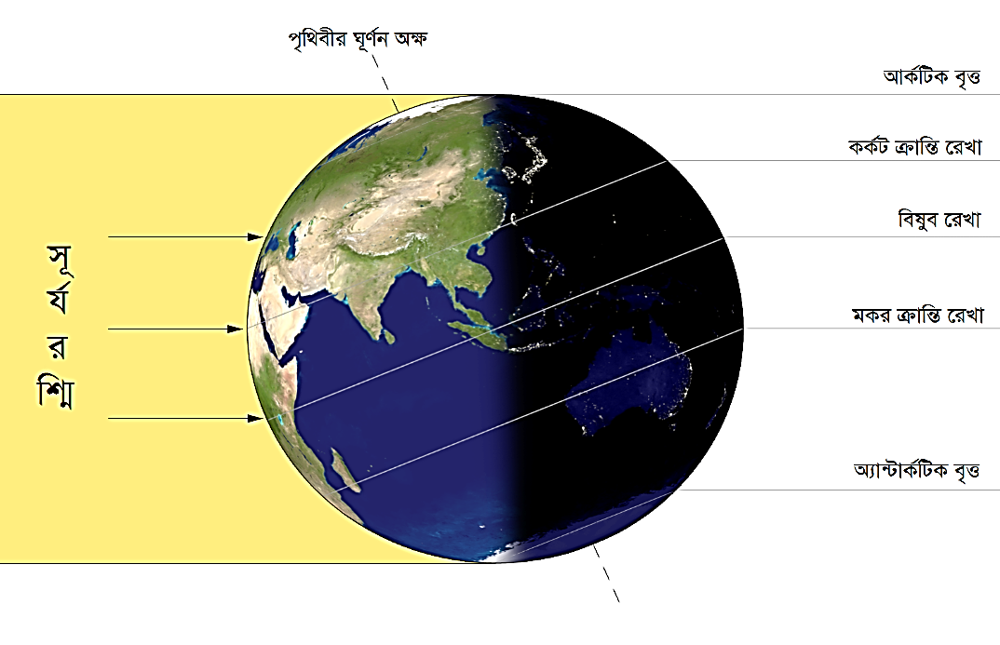 পৃথিবীর ঘূর্ণন অক্ষ
আর্কটিক বৃত্ত
কর্কট ক্রান্তি রেখা
বিষুব রেখা
সূর্য রশ্মি
মকর ক্রান্তি রেখা
অ্যান্টার্কটিক বৃত্ত